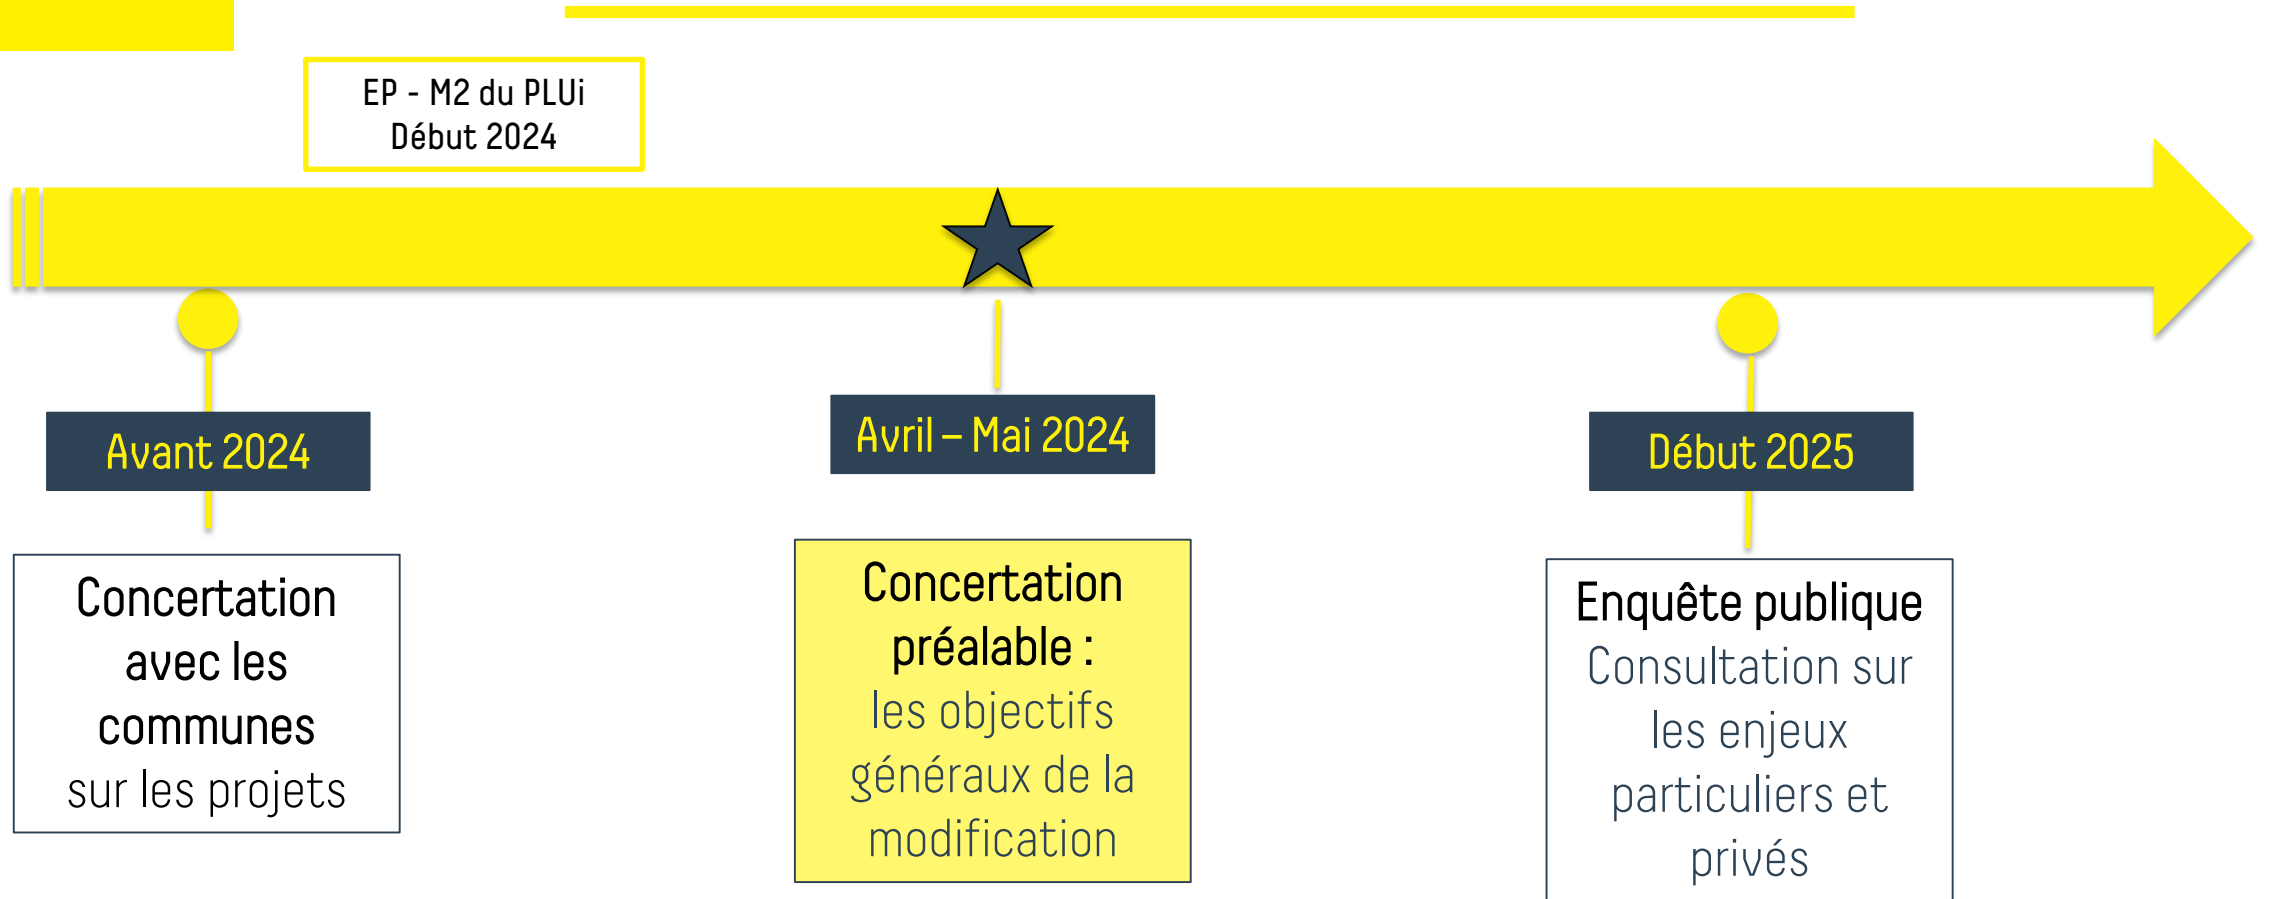 EP - M2 du PLUi
Début 2024
Avant 2024
Concertation
avec les
communes
sur les projets
Avril – Mai 2024
Concertation
préalable :
les objectifs
généraux de la
modification
Début 2025
Enquête publique
Consultation sur
les enjeux
particuliers et
privés